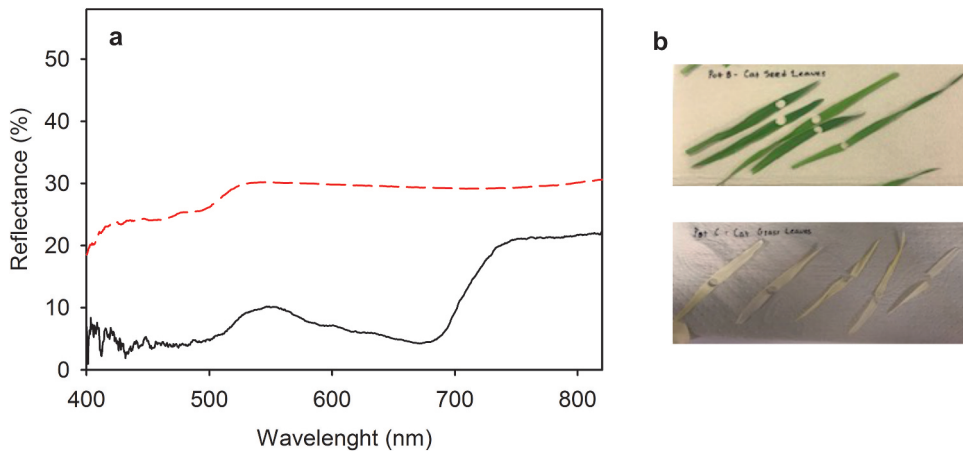 a
b
50
40
30
20
10
0
Reflectance (%)
400
500
600
700
800
Wavelenght (nm)
Pot B - Cat Seed Leaves
Pot C - Cat Grass Leaves